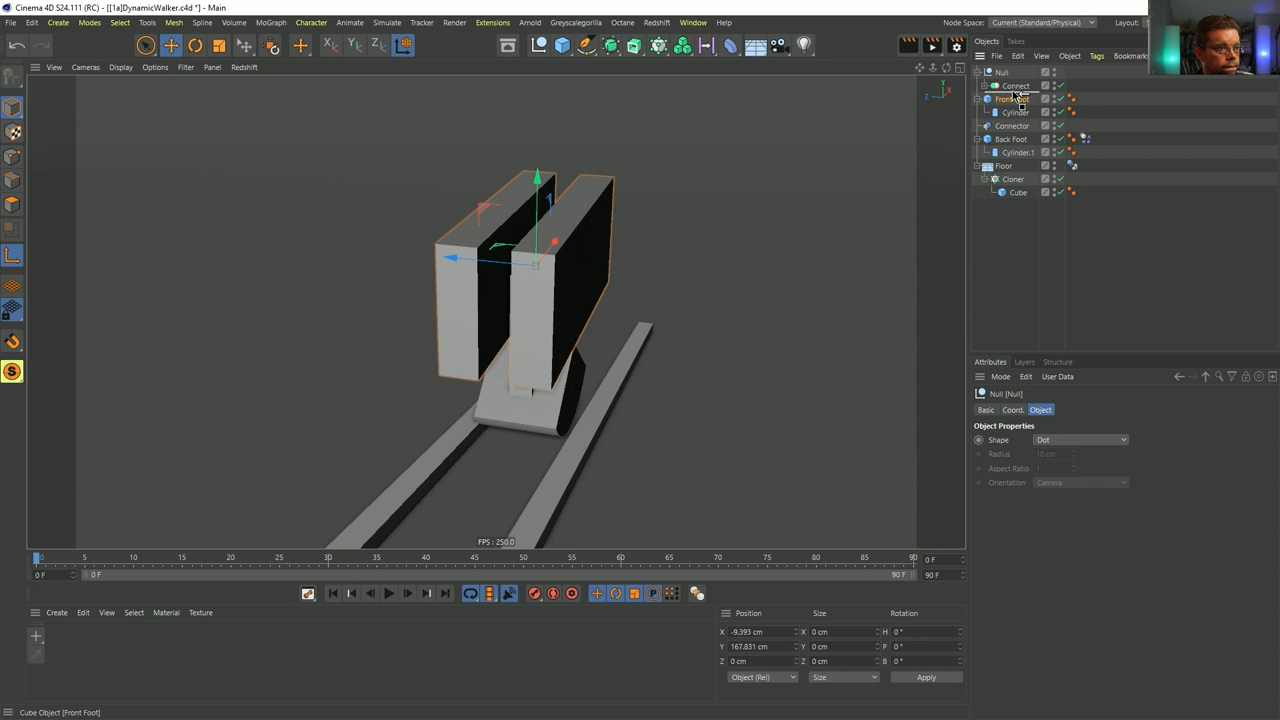 Cinema 4D S24.111 (RC) - [[1a]DynamicWalker.c4d *] - Main
File Edit Create Modes Select Tools Mesh Spline Volume MoGraph Character Animate Simulate Tracker Render Extensions Arnold Greyscalegorilla Octane Redshift Window Help
Node Space: Current (Standard/Physical) Layout:
X Y Z
Objects Takes
File Edit View Object Tags Bookmarks
View Cameras Display Options Filter Panel Redshift
Null
Connect
Front Foot
Cylinder
Connector
Back Foot
Cylinder.1
Floor
Cloner
Cube
Y
X
Z
Attributes Layers Structure
Mode Edit User Data
Null [Null]
Basic Coord. Object
Object Properties
Shape Dot
Radius 10 cm
Aspect Ratio 1
Orientation Camera
FPS : 250.0
0 5 10 15 20 25 30 35 40 45 50 55 60 65 70 75 80 85 90 0 F
0 F 0 F 90 F 90 F
P
Create Edit View Select Material Texture
Position Size Rotation
X -9.393 cm X 0 cm H 0 °
Y 167.831 cm Y 0 cm P 0 °
Z 0 cm Z 0 cm B 0 °
Object (Rel) Size Apply
Cube Object [Front Foot]